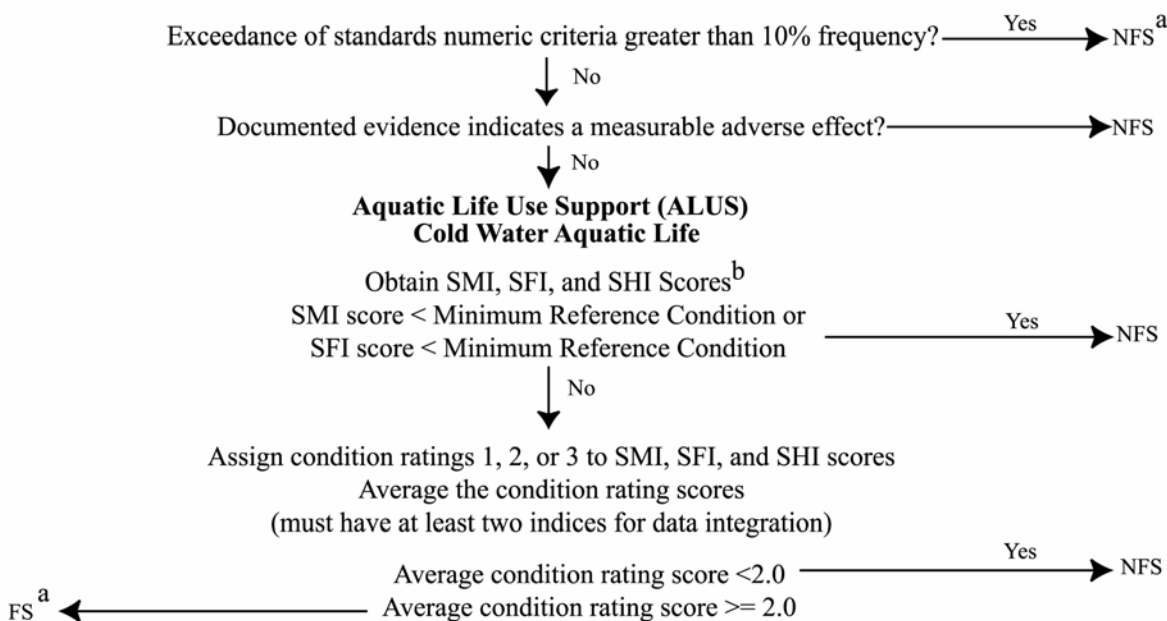 Exceedance of standards numeric criteria greater than 10% frequency? Yes NFS a
No
Documented evidence indicates a measurable adverse effect? NFS
No
Aquatic Life Use Support (ALUS)
Cold Water Aquatic Life
Obtain SMI, SFI, and SHI Scores b
SMI score < Minimum Reference Condition or
SFI score < Minimum Reference Condition
Yes NFS
No
Assign condition ratings 1, 2, or 3 to SMI, SFI, and SHI scores
Average the condition rating scores
(must have at least two indices for data integration)
Average condition rating score <2.0 Yes NFS
FS a Average condition rating score >= 2.0